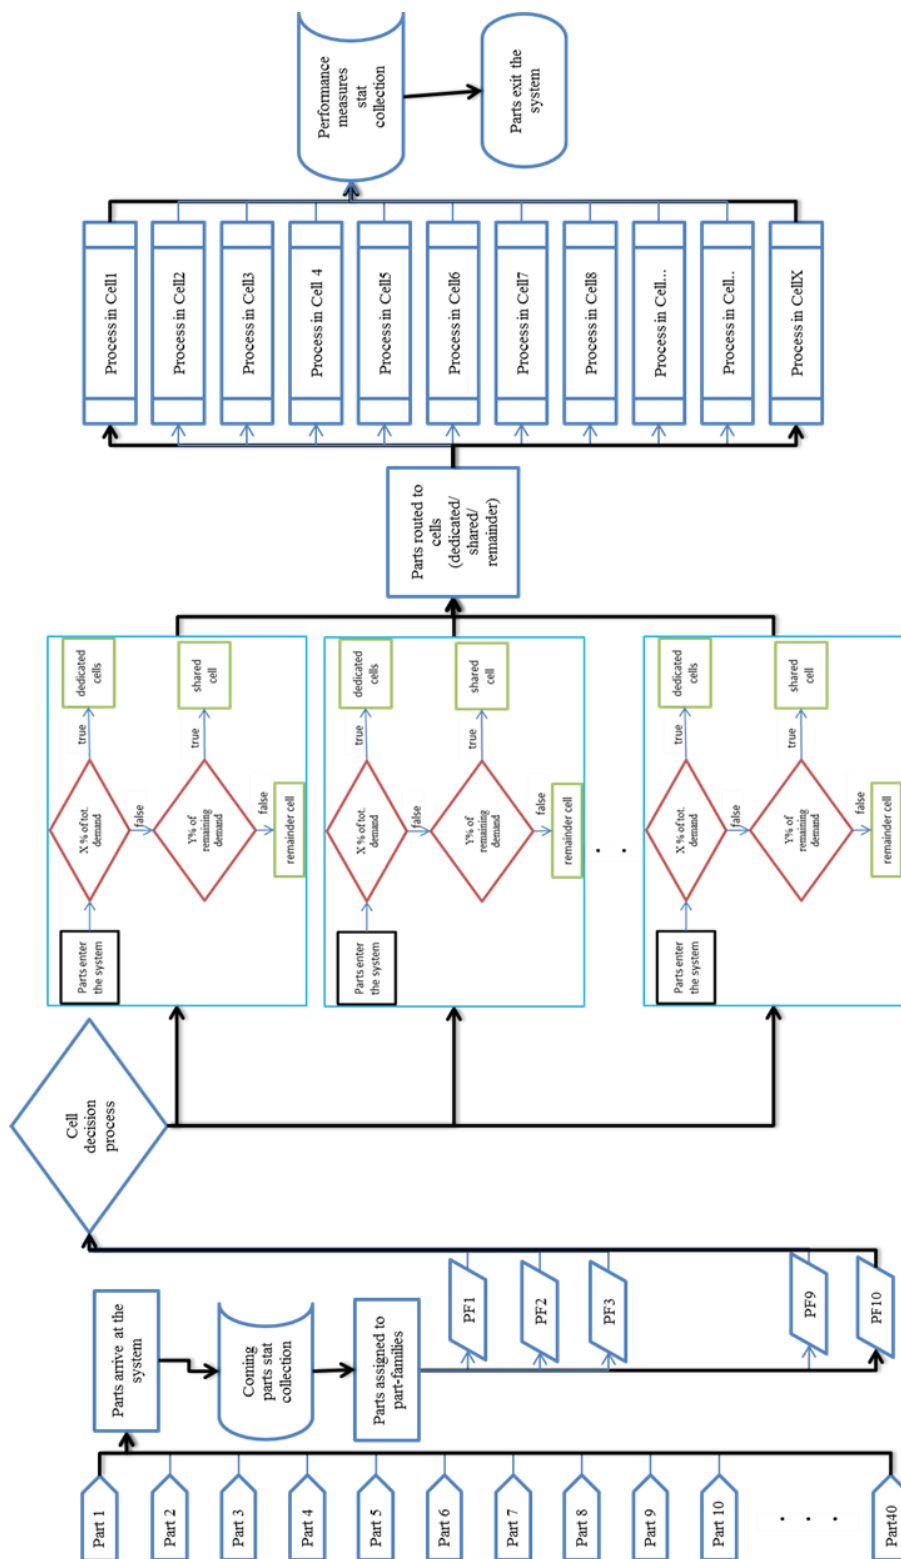 Part 1
Part 2
Part 3
Part 4
Part 5
Part 6
Part 7
Part 8
Part 9
Part 10
. . .
Part40
Parts arrive at the
system
Coming
parts stat
collection
Parts assigned to
part-families
PF1
PF2
PF3
PF9
PF10
Cell
decision
process
Parts enter
the system
X % of tot.
demand
true
dedicated
cells
false
Y% of
remaining
demand
true
shared
cell
false
remainder cell
Parts enter
the system
X % of tot.
demand
true
dedicated
cells
false
Y% of
remaining
demand
true
shared
cell
false
remainder cell
. . .
Parts enter
the system
X % of tot.
demand
true
dedicated
cells
false
Y% of
remaining
demand
true
shared
cell
false
remainder cell
Parts routed to
cells
(dedicated/
shared/
remainder)
Process in Cell1
Process in Cell2
Process in Cell3
Process in Cell 4
Process in Cell5
Process in Cell6
Process in Cell7
Process in Cell8
Process in Cell...
Process in Cell..
Process in CellX
Performance
measures
stat
collection
Parts exit the
system